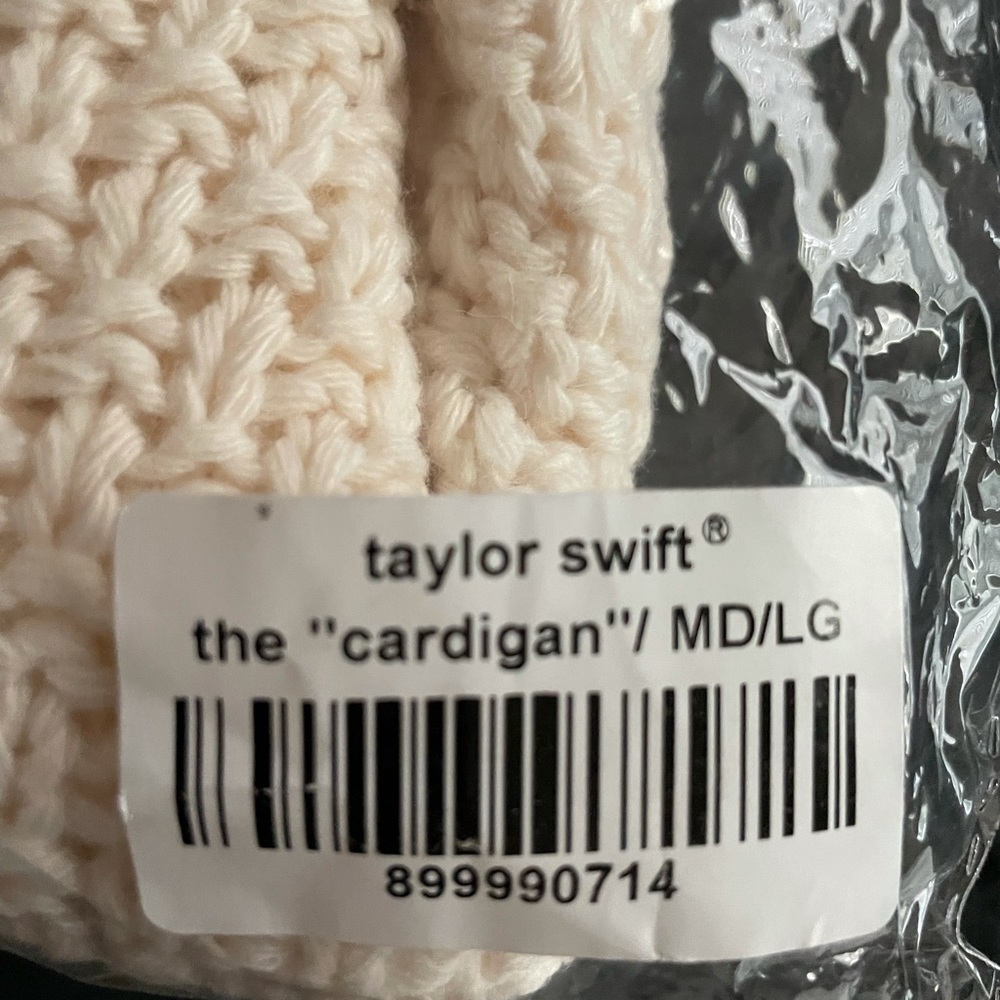 taylor swift®
the "cardigan"/ MD/LG
899990714